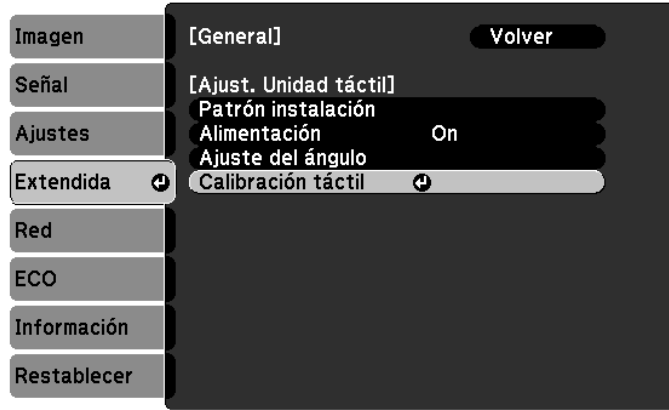 Imagen
Señal
Ajustes
Extendida
Red
ECO
Información
Restablecer
[General] Volver
[Ajust. Unidad táctil]
Patrón instalación
Alimentación On
Ajuste del ángulo
Calibración táctil